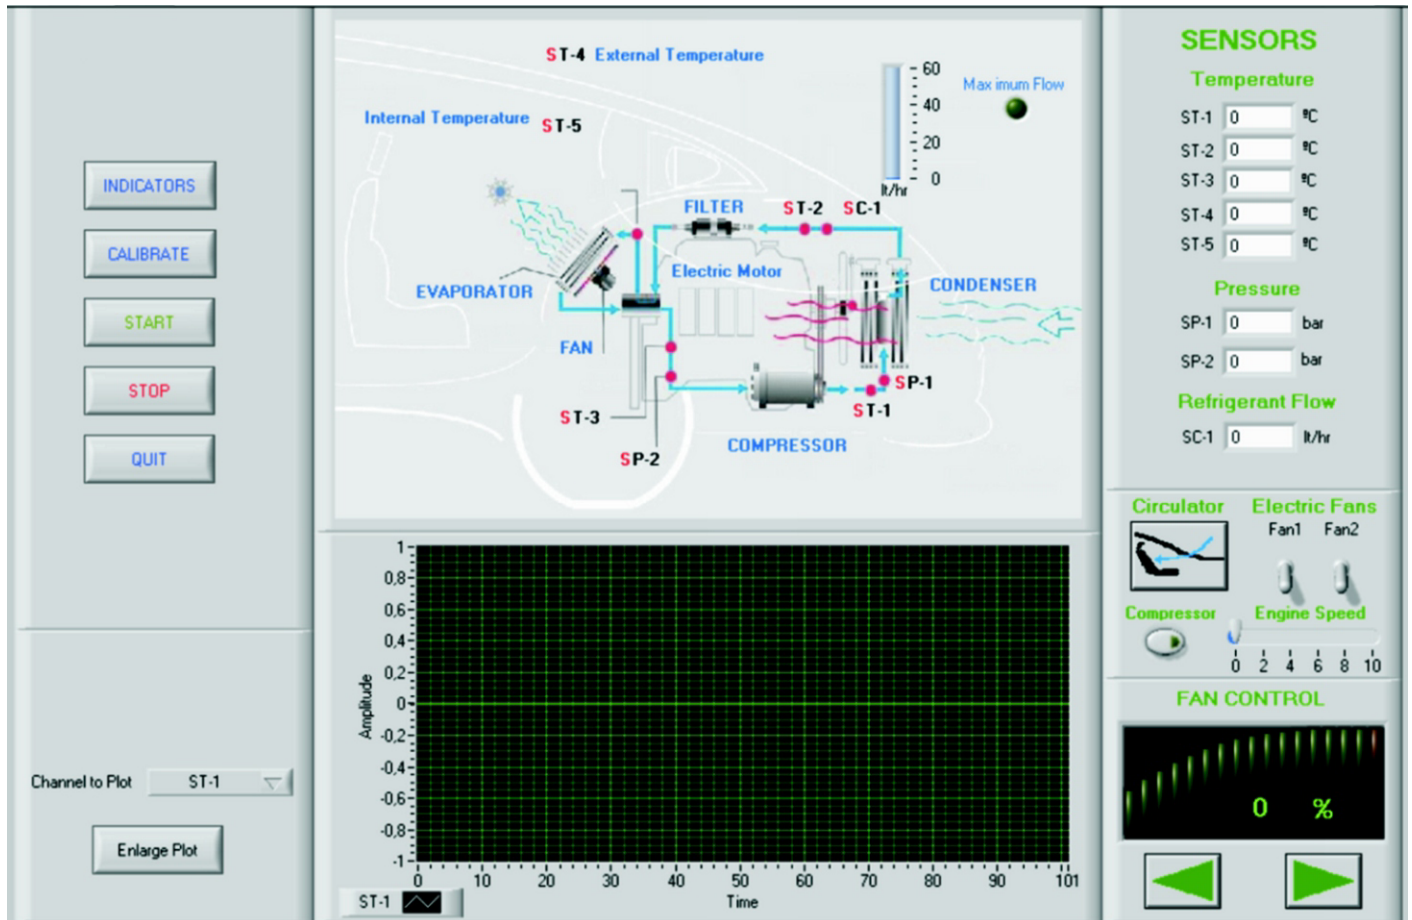 INDICATORS
CALIBRATE
START
STOP
QUIT
Channel to Plot ST-1
Enlarge Plot
ST-4 External Temperature
Internal Temperature ST-5
60
40
20
0
lt/hr
Maximum Flow
FILTER
ST-2 SC-1
Electric Motor
EVAPORATOR
CONDENSER
FAN
ST-3
SP-2
SP-1
ST-1
COMPRESSOR
1
0,8
0,6
0,4
0,2
0
-0,2
-0,4
-0,6
-0,8
-1
Amplitude
0 10 20 30 40 50 60 70 80 90 101
Time
ST-1
SENSORS
Temperature
ST-1 0 ºC
ST-2 0 ºC
ST-3 0 ºC
ST-4 0 ºC
ST-5 0 ºC
Pressure
SP-1 0 bar
SP-2 0 bar
Refrigerant Flow
SC-1 0 lt/hr
Circulator
Electric Fans
Fan1 Fan2
Compressor
Engine Speed
0 2 4 6 8 10
FAN CONTROL
0 %